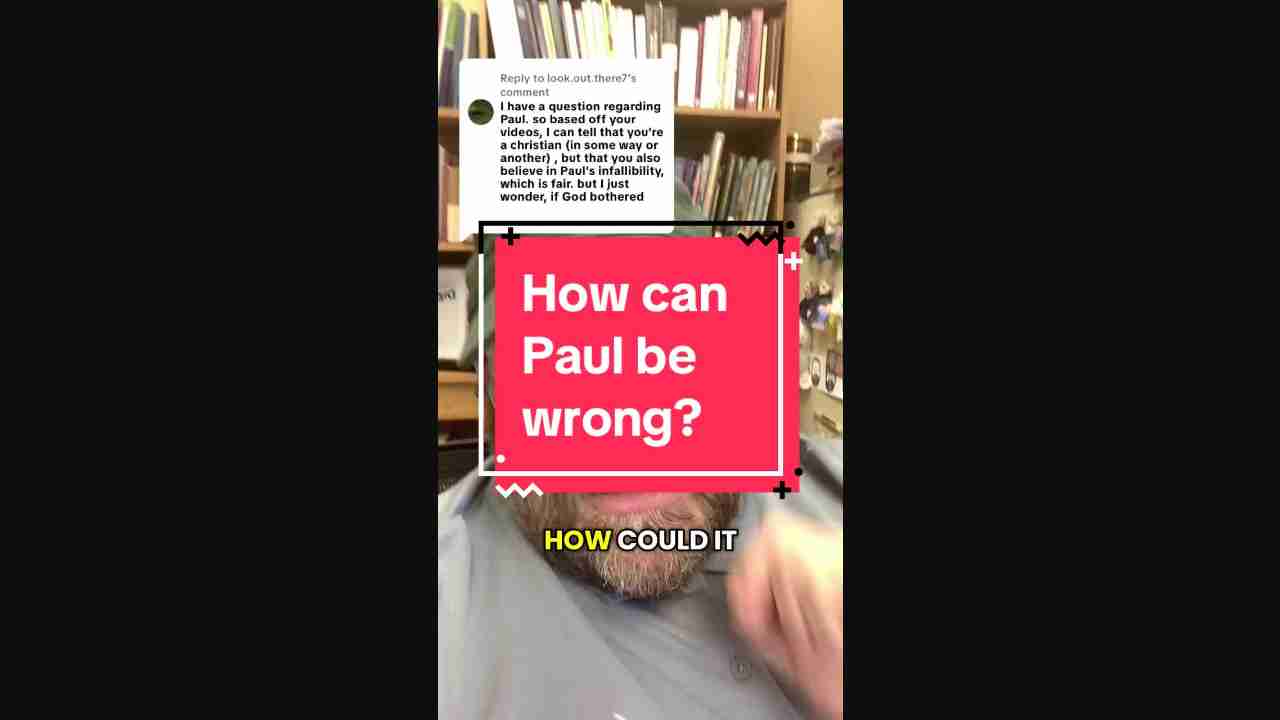 Reply to look.out.there7's
comment
I have a question regarding
Paul. so based off your
videos, I can tell that you're
a christian (in some way or
another) , but that you also
believe in Paul's infallibility,
which is fair. but I just
wonder, if God bothered
How can
Paul be
wrong?
HOW COULD IT